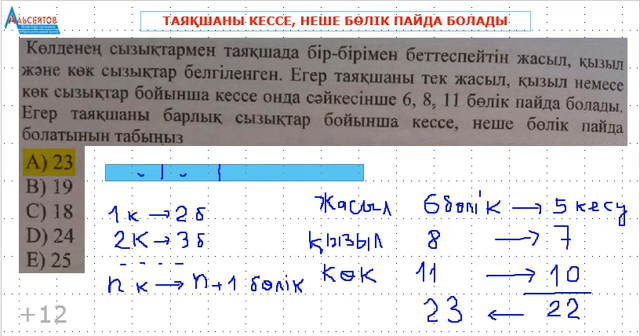 АЛЬСЕИТОВ
ТАЯҚШАНЫ КЕССЕ, НЕШЕ БӨЛІК ПАЙДА БОЛАДЫ
Көлденең сызықтармен таяқшада бір-бірімен беттеспейтін жасыл, қызыл
және көк сызықтар белгіленген. Егер таяқшаны тек жасыл, қызыл немесе
көк сызықтар бойынша кессе онда сәйкесінше 6, 8, 11 бөлік пайда болады.
Егер таяқшаны барлық сызықтар бойынша кессе, неше бөлік пайда
болатынын табыңыз
A) 23
B) 19
C) 18
D) 24
E) 25
1к → 2б
2к → 3б
n к → n+1 бөлік
Жасыл 6бөлік → 5 кесу
қызыл 8 → 7
көк 11 → 10
23 ← 22
+12